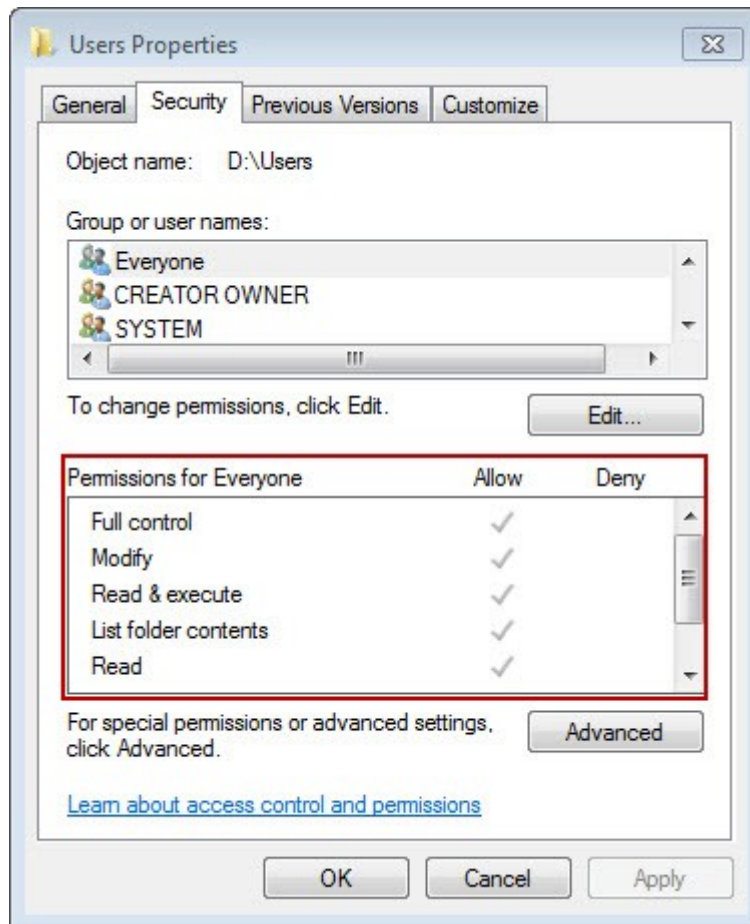 Users Properties
General Security Previous Versions Customize
Object name: D:\Users
Group or user names:
Everyone
CREATOR OWNER
SYSTEM
To change permissions, click Edit.
Edit...
Permissions for Everyone Allow Deny
Full control
Modify
Read & execute
List folder contents
Read
For special permissions or advanced settings,
click Advanced.
Advanced
Learn about access control and permissions
OK Cancel Apply